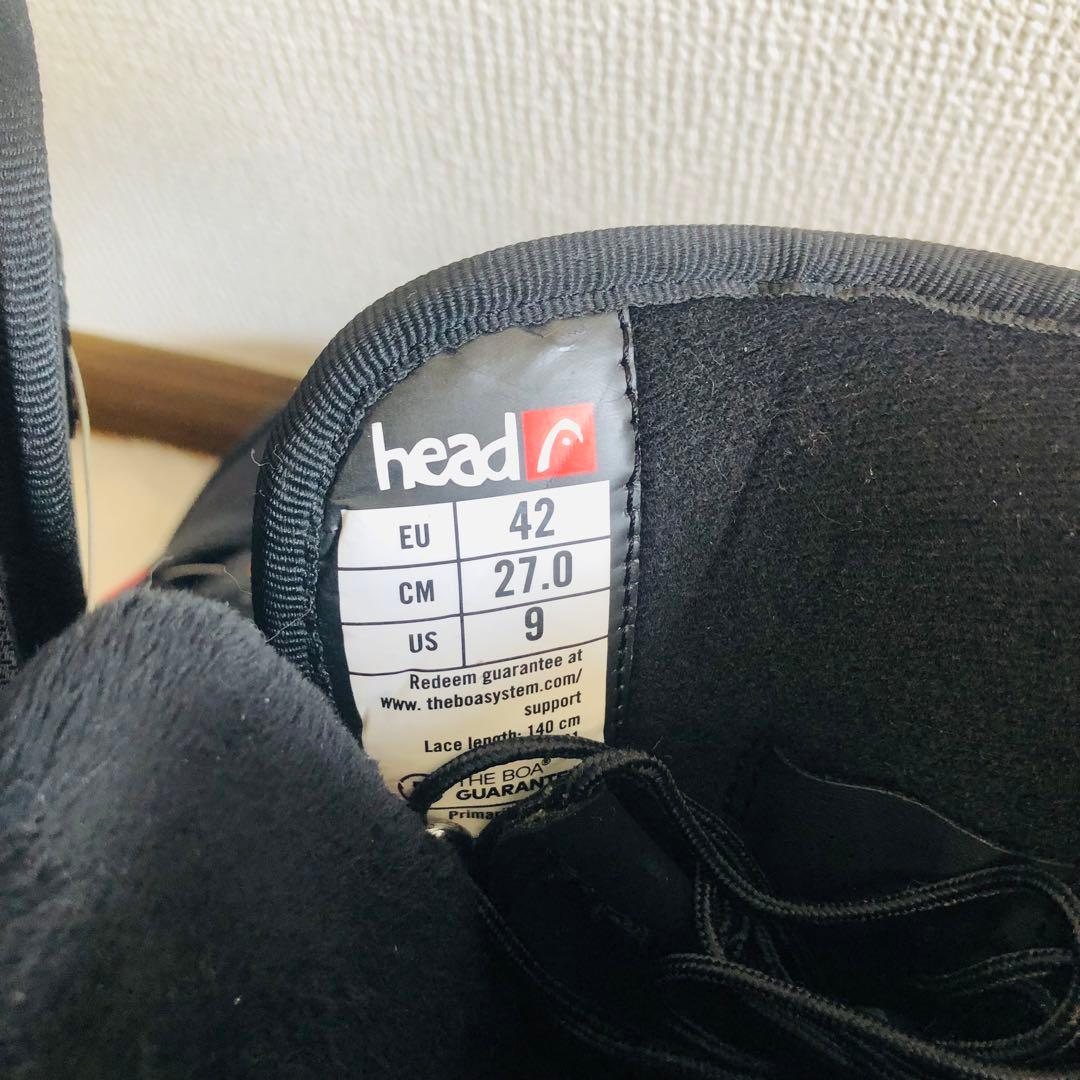 head
EU 42
CM 27.0
US 9
Redeem guarantee at
www. theboasystem.com/
support
Lace length: 140 cm
THE BOA®